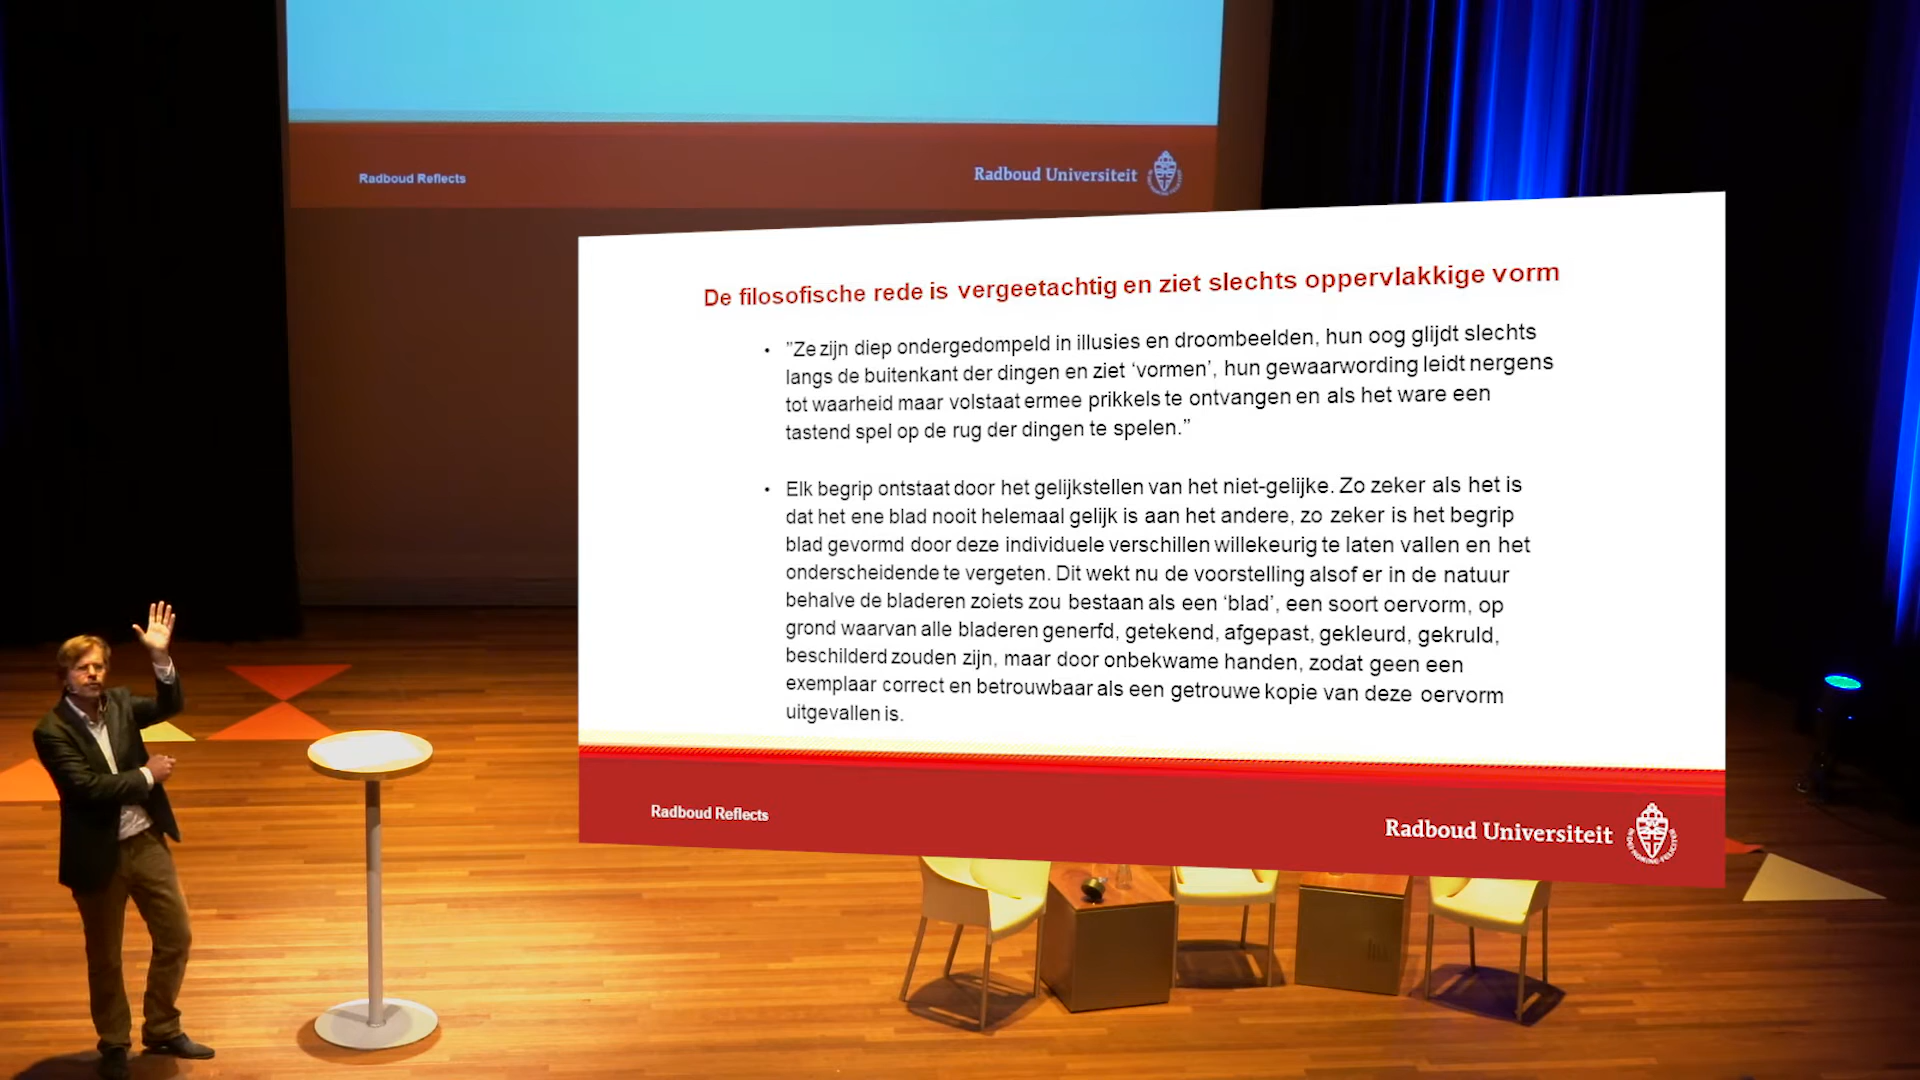 Radboud Reflects
Radboud Universiteit
De filosofische rede is vergeetachtig en ziet slechts oppervlakkige vorm
• "Ze zijn diep ondergedompeld in illusies en droombeelden, hun oog glijdt slechts
langs de buitenkant der dingen en ziet ‘vormen’, hun gewaarwording leidt nergens
tot waarheid maar volstaat ermee prikkels te ontvangen en als het ware een
tastend spel op de rug der dingen te spelen.”
• Elk begrip ontstaat door het gelijkstellen van het niet-gelijke. Zo zeker als het is
dat het ene blad nooit helemaal gelijk is aan het andere, zo zeker is het begrip
blad gevormd door deze individuele verschillen willekeurig te laten vallen en het
onderscheidende te vergeten. Dit wekt nu de voorstelling alsof er in de natuur
behalve de bladeren zoiets zou bestaan als een ‘blad’, een soort oervorm, op
grond waarvan alle bladeren generfd, getekend, afgepast, gekleurd, gekruld,
beschilderd zouden zijn, maar door onbekwame handen, zodat geen een
exemplaar correct en betrouwbaar als een getrouwe kopie van deze oervorm
uitgevallen is.
Radboud Reflects
Radboud Universiteit